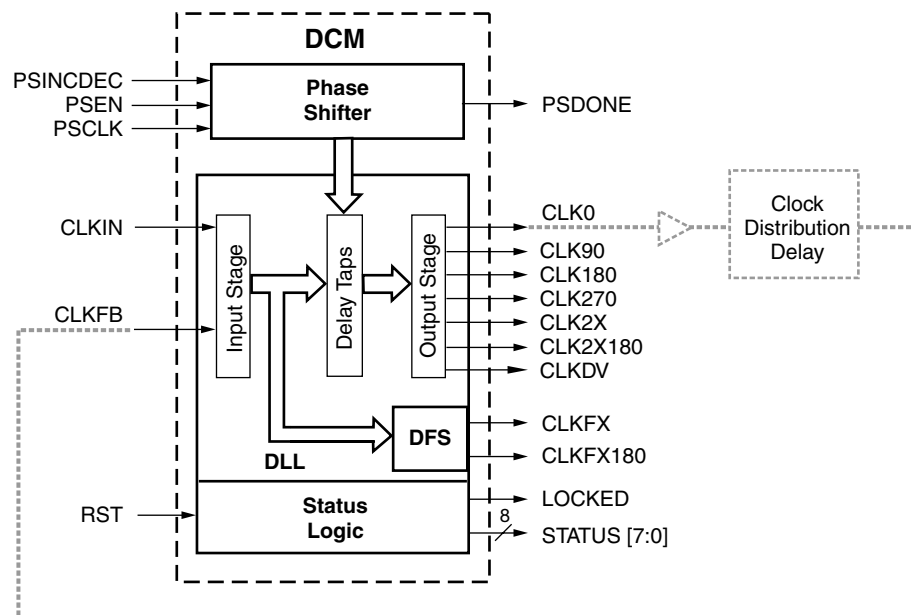 DCM
PSINCDEC
PSEN
PSCLK
Phase
Shifter
PSDONE
CLKIN
CLKFB
Input Stage
Delay Taps
Output Stage
CLK0
CLK90
CLK180
CLK270
CLK2X
CLK2X180
CLKDV
Clock
Distribution
Delay
DFS
CLKFX
CLKFX180
DLL
RST
Status
Logic
LOCKED
8
STATUS [7:0]